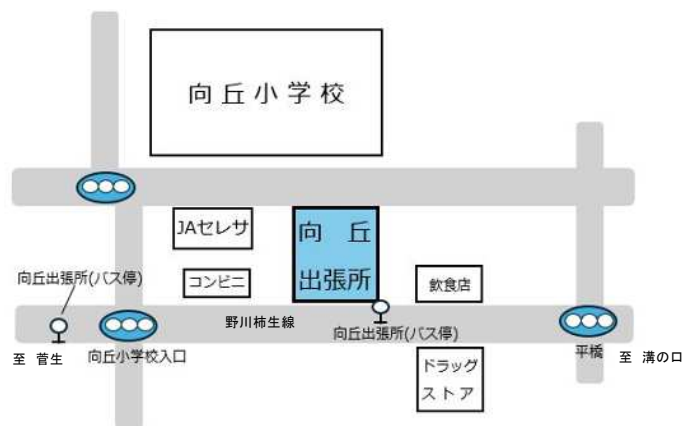 向丘小学校
JAセレサ
向 丘
出張所
コンビニ
飲食店
向丘出張所(バス停)
野川柿生線
向丘出張所(バス停)
至 菅生
向丘小学校入口
平橋
至 溝の口
ドラッグ
ストア